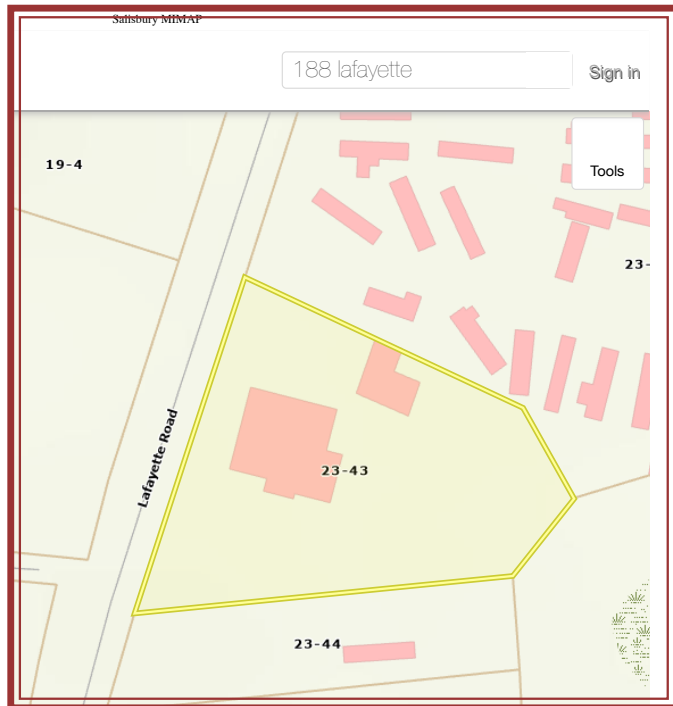 Salisbury MIMAP
188 lafayette
Sign in
19-4
Tools
23-
Lafayette Road
23-43
23-44